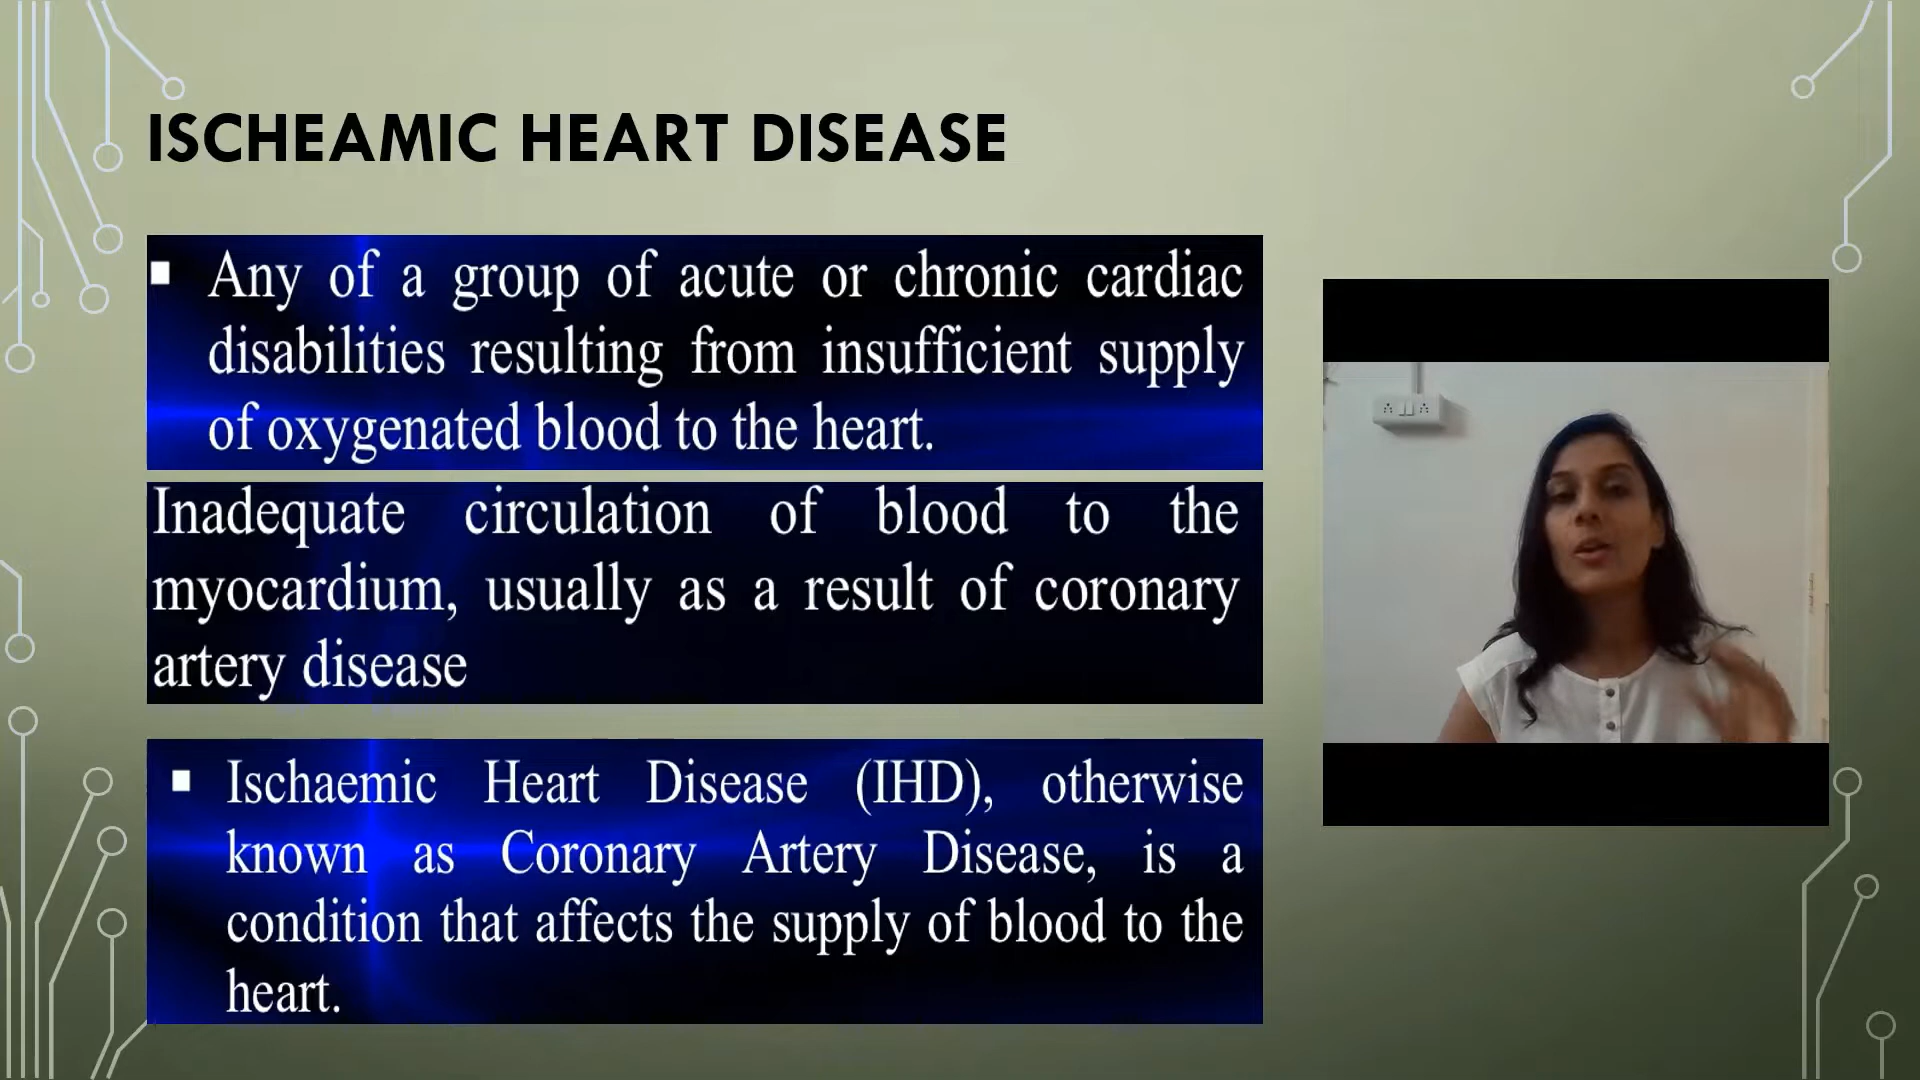 ISCHEAMIC HEART DISEASE
▪ Any of a group of acute or chronic cardiac
disabilities resulting from insufficient supply
of oxygenated blood to the heart.
Inadequate circulation of blood to the
myocardium, usually as a result of coronary
artery disease
▪ Ischaemic Heart Disease (IHD), otherwise
known as Coronary Artery Disease, is a
condition that affects the supply of blood to the
heart.